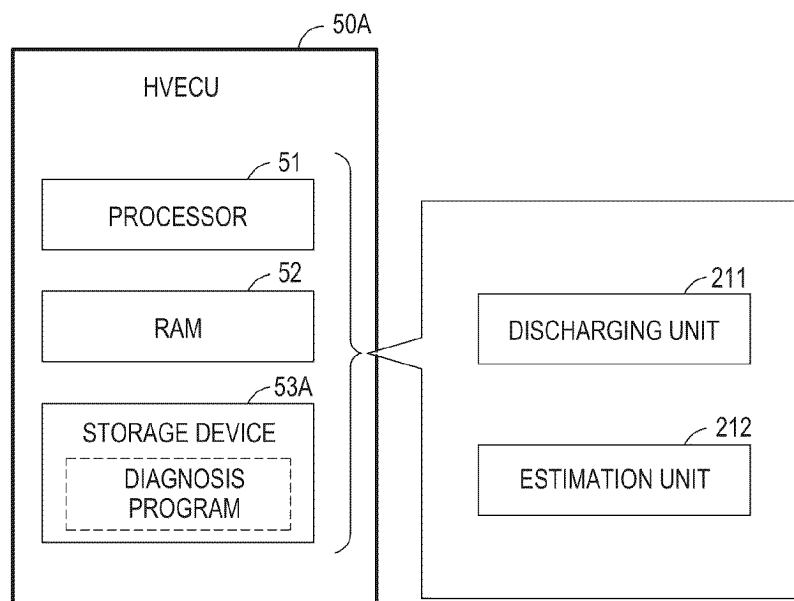 50A
HVECU
51
PROCESSOR
52
RAM
53A
STORAGE DEVICE
DIAGNOSIS
PROGRAM
211
DISCHARGING UNIT
212
ESTIMATION UNIT